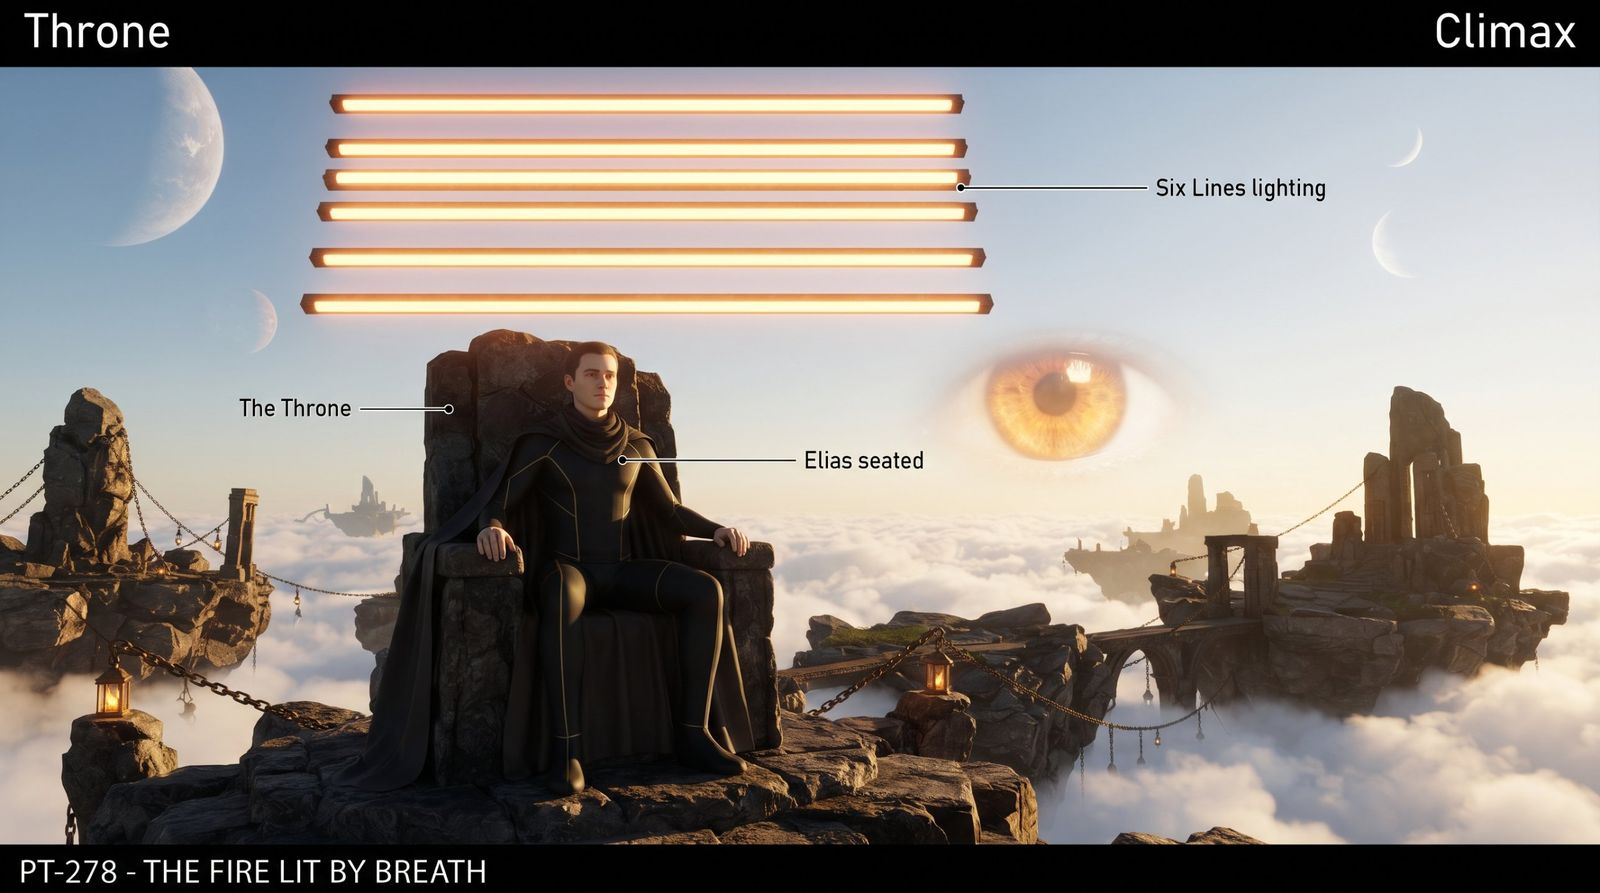 Throne
Climax
Six Lines lighting
The Throne
Elias seated
PT-278 - THE FIRE LIT BY BREATH